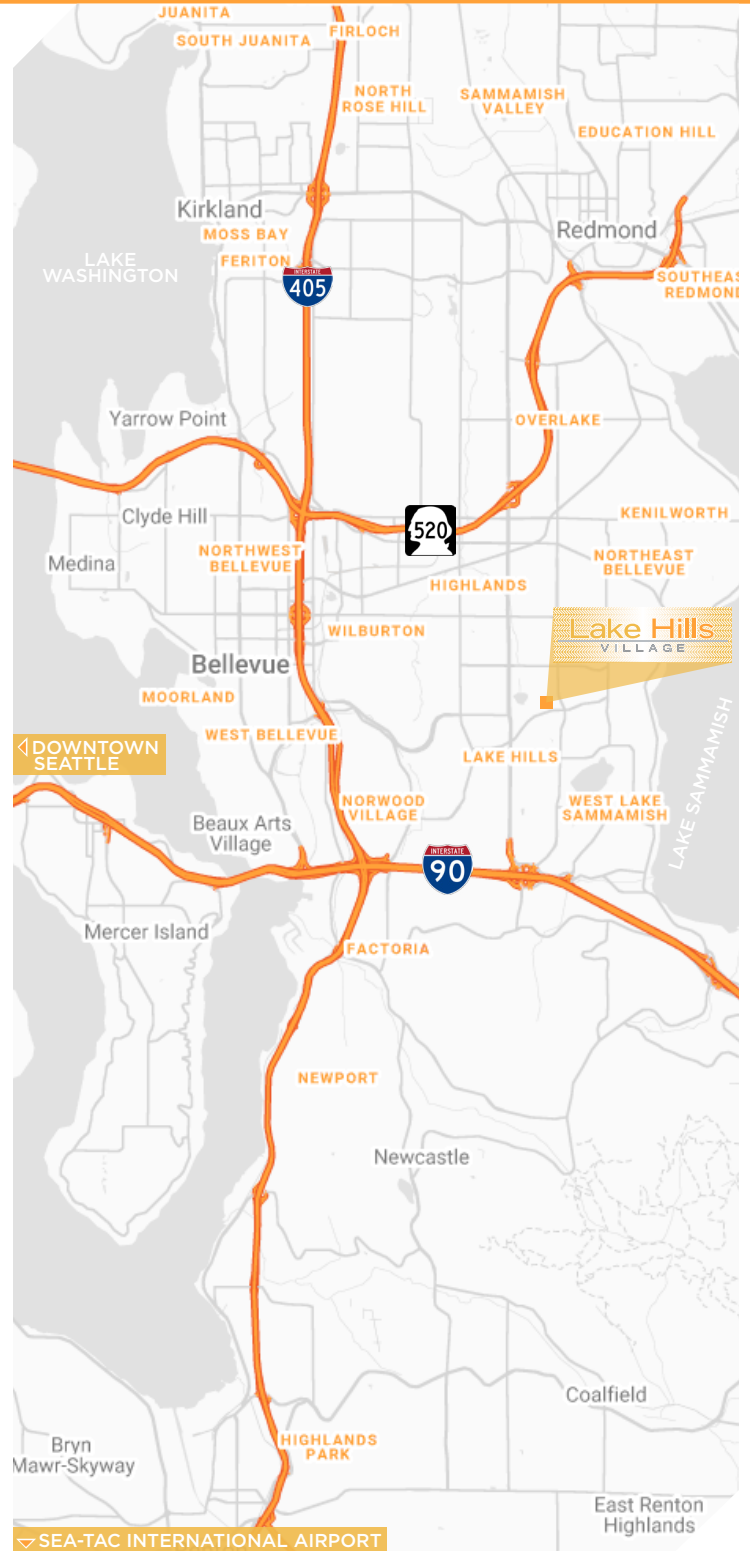 JUANITA
SOUTH JUANITA
FIRLOCH
NORTH
ROSE HILL
SAMMAMISH
VALLEY
EDUCATION HILL
Kirkland
MOSS BAY
FERITON
Redmond
LAKE
WASHINGTON
INTERSTATE
405
SOUTHEAS
REDMOND
Yarrow Point
OVERLAKE
Clyde Hill
520
KENILWORTH
Medina
NORTHWEST
BELLEVUE
NORTHEAST
BELLEVUE
HIGHLANDS
WILBURTON
Lake Hills
VILLAGE
Bellevue
MOORLAND
WEST BELLEVUE
DOWNTOWN
SEATTLE
LAKE HILLS
LAKE SAMMAMISH
NORWOOD
VILLAGE
WEST LAKE
SAMMAMISH
Beaux Arts
Village
INTERSTATE
90
Mercer Island
FACTORIA
NEWPORT
Newcastle
Coalfield
HIGHLANDS
PARK
Bryn
Mawr-Skyway
East Renton
Highlands
SEA-TAC INTERNATIONAL AIRPORT